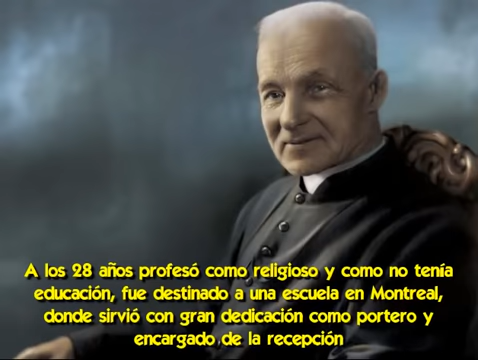 A los 28 años profesó como religioso y como no tenía
educación, fue destinado a una escuela en Montreal,
donde sirvió con gran dedicación como portero y
encargado de la recepción